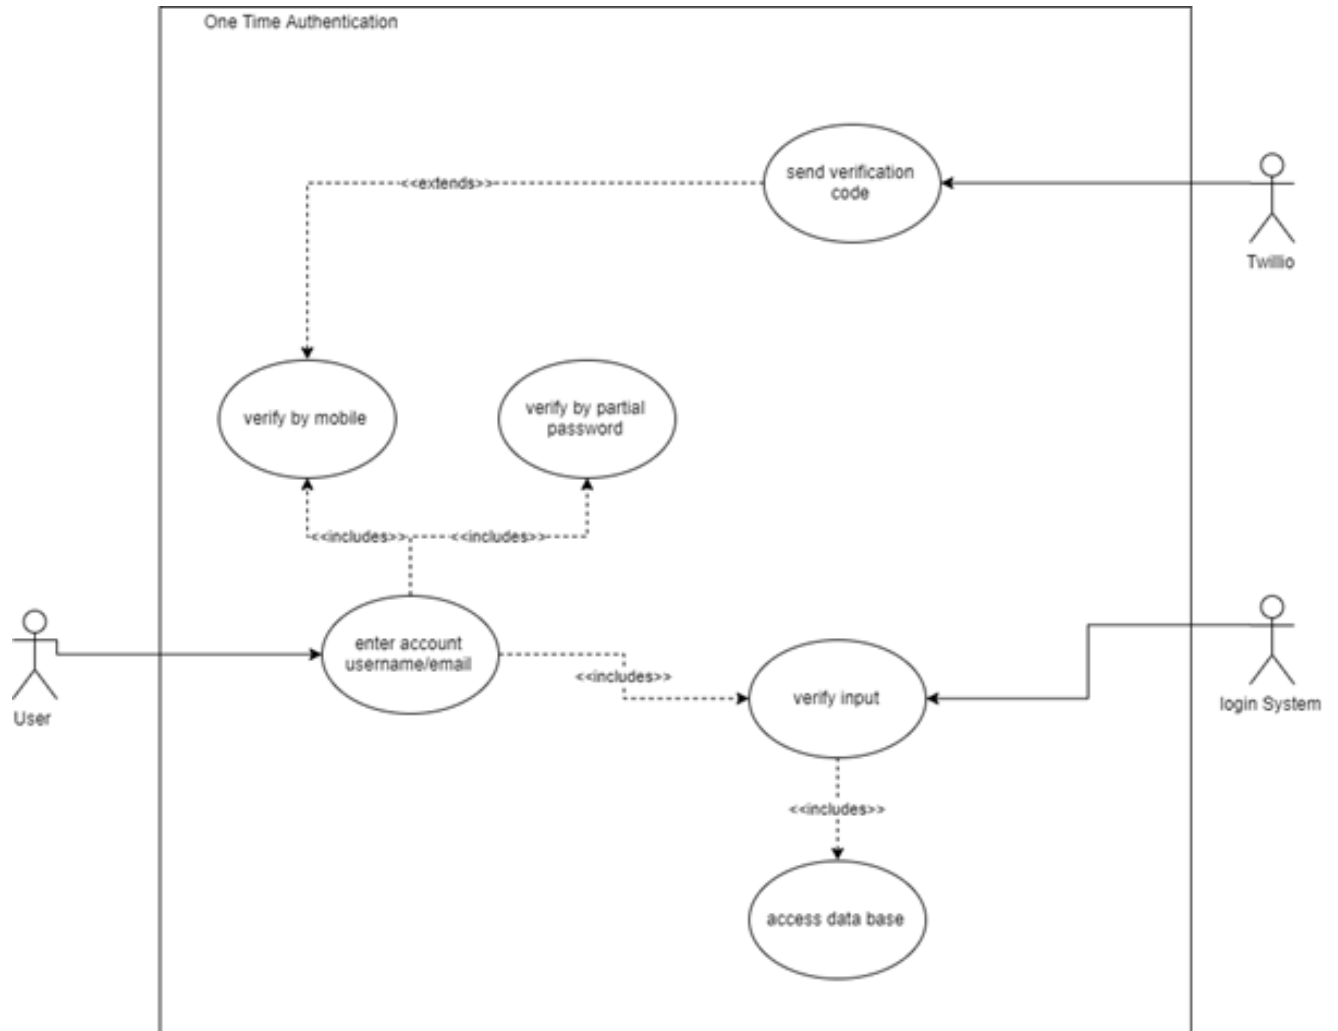 One Time Authentication
send verification
code
<<extends>>
Twillio
verify by mobile
verify by partial
password
<<includes>>
<<includes>>
enter account
username/email
User
<<includes>>
verify input
login System
<<includes>>
access data base